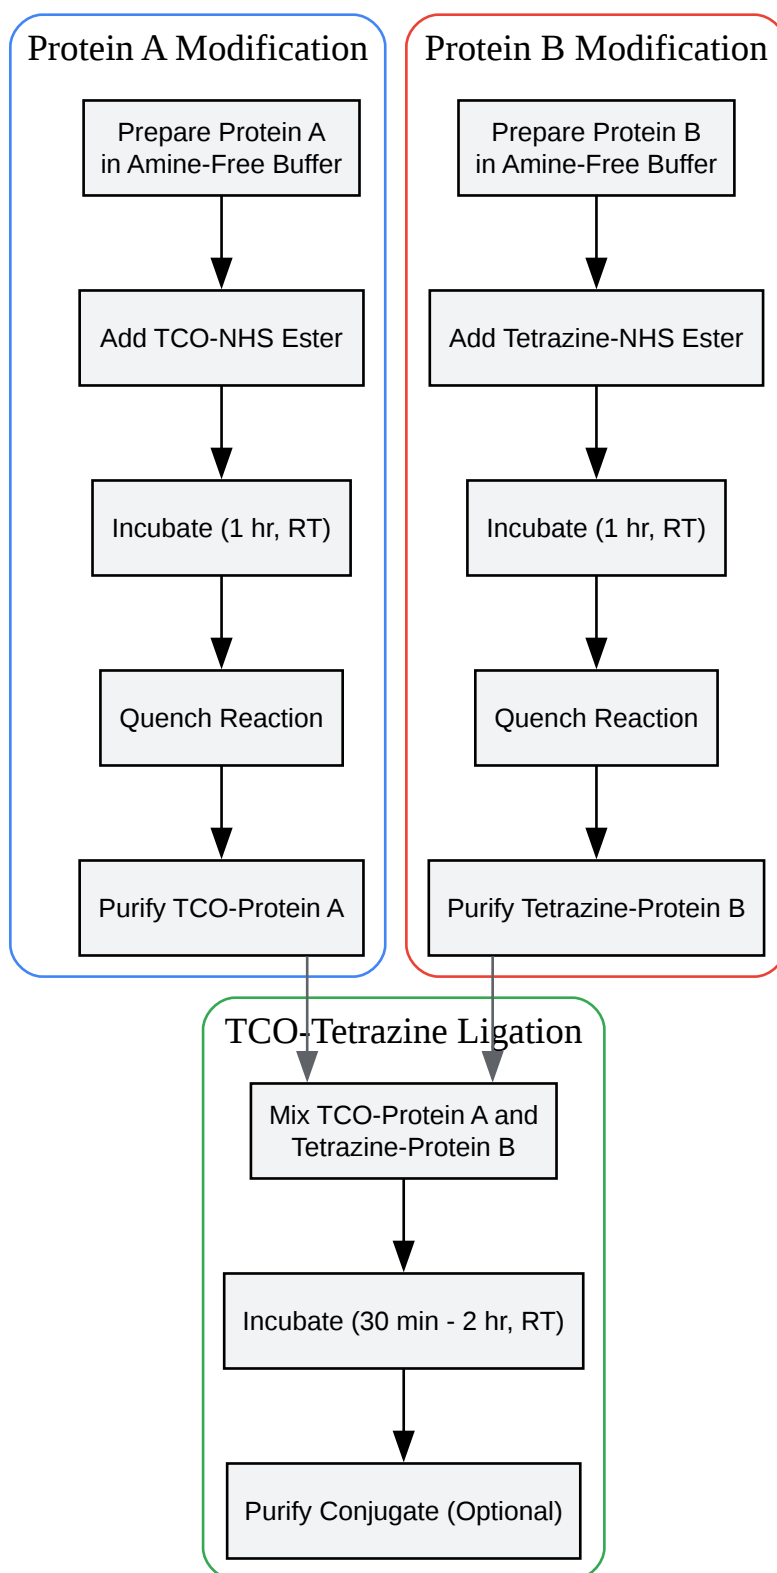 Protein A Modification
Prepare Protein A
in Amine-Free Buffer
Add TCO-NHS Ester
Incubate (1 hr, RT)
Quench Reaction
Purify TCO-Protein A
Protein B Modification
Prepare Protein B
in Amine-Free Buffer
Add Tetrazine-NHS Ester
Incubate (1 hr, RT)
Quench Reaction
Purify Tetrazine-Protein B
TCO-Tetrazine Ligation
Mix TCO-Protein A and
Tetrazine-Protein B
Incubate (30 min - 2 hr, RT)
Purify Conjugate (Optional)